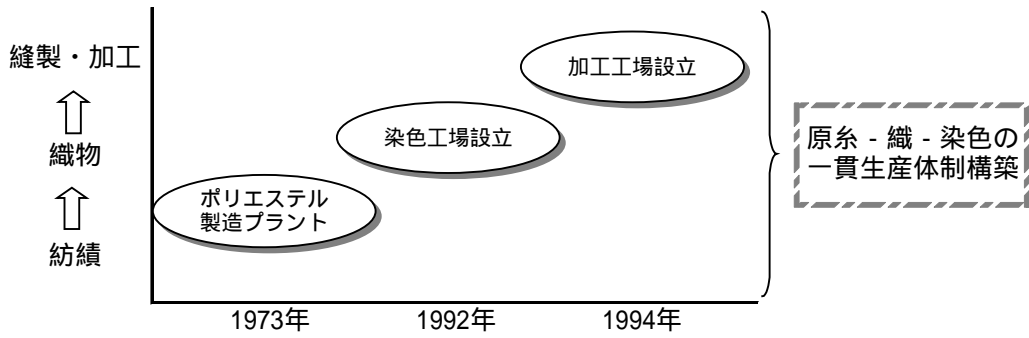 縫製・加工
織物
紡績
加工工場設立
染色工場設立
ポリエステル
製造プラント
1973年
1992年
1994年
原糸 - 織 - 染色の
一貫生産体制構築